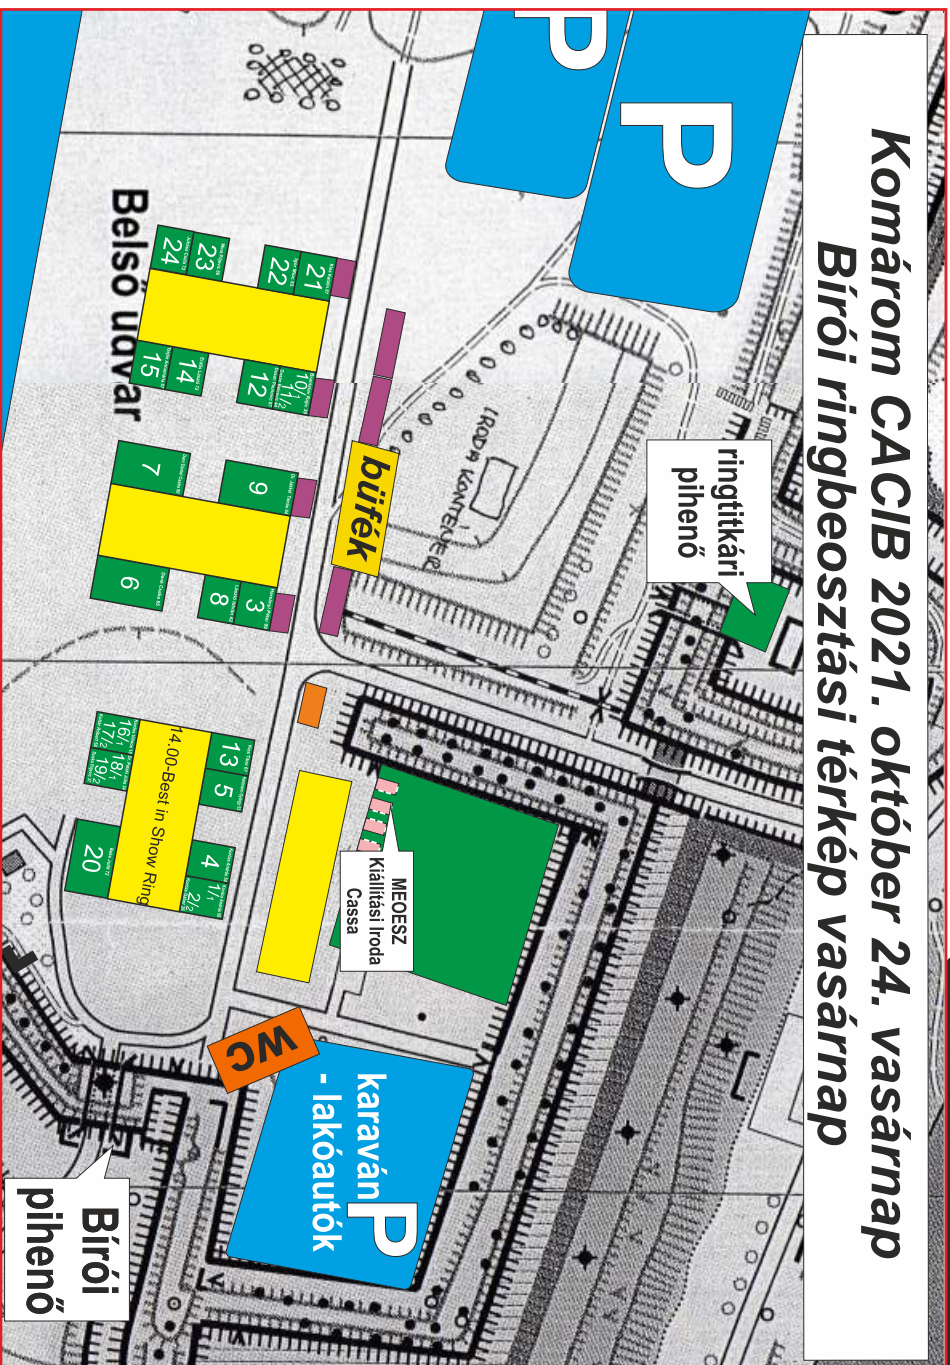 Komárom CACIB 2021. október 24. vasárnap
Bírói ringbeosztási térkép vasárnap
P
P
ringtitkári
pihenő
IRODA KONTÉNER
büfék
Belső udvar
21
22
23
24
10/1
11/2
12
14
15
9
7
3
8
6
MEOESZ
Kiállítási Iroda
Cassa
13
5
4
1/1
2/2
14.00-Best in Show Ring
16/1
17/2
18/1
19/2
20
WC
P
karaván
- lakóautók
Bírói
pihenő